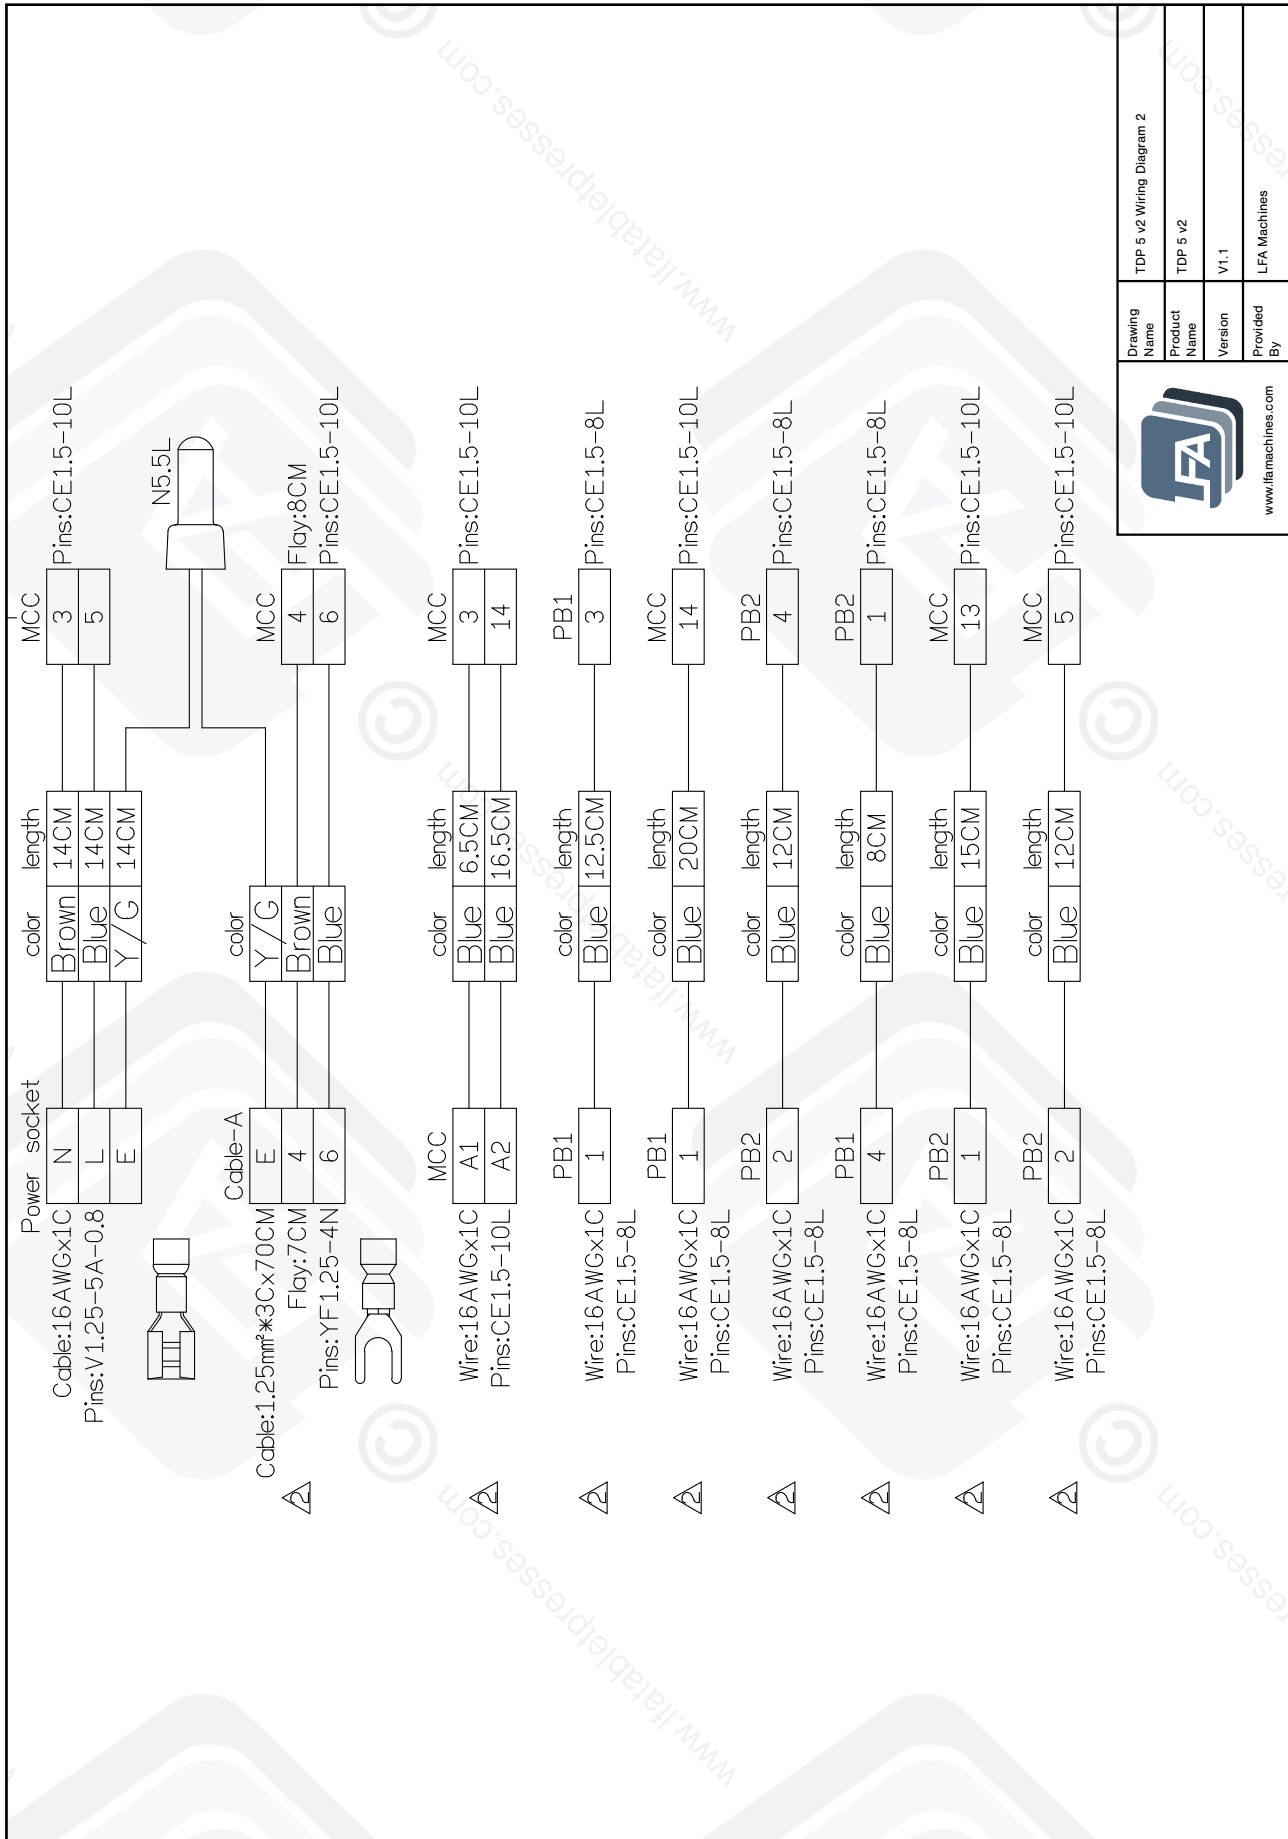 Power socket
color
length
MCC
Cable:16AWGx1C
N
Brown
14CM
3
Pins:CE1.5-10L
Pins:V1.25-5A-0.8
L
Blue
14CM
5
E
Y/G
14CM
N5.5L
Cable-A
color
MCC
Cable:1.25mm²*3Cx70CM
E
Y/G
Flay:7CM
4
Brown
4
Flay:8CM
Pins:YF1.25-4N
6
Blue
6
Pins:CE1.5-10L
2
MCC
color
length
MCC
Wire:16AWGx1C
A1
Blue
6.5CM
3
Pins:CE1.5-10L
Pins:CE1.5-10L
A2
Blue
16.5CM
14
2
PB1
color
length
PB1
Wire:16AWGx1C
1
Blue
12.5CM
3
Pins:CE1.5-8L
Pins:CE1.5-8L
2
PB1
color
length
MCC
Wire:16AWGx1C
1
Blue
20CM
14
Pins:CE1.5-10L
Pins:CE1.5-8L
2
PB2
color
length
PB2
Wire:16AWGx1C
2
Blue
12CM
4
Pins:CE1.5-8L
Pins:CE1.5-8L
2
PB1
color
length
PB2
Wire:16AWGx1C
4
Blue
8CM
1
Pins:CE1.5-8L
Pins:CE1.5-8L
2
PB2
color
length
MCC
Wire:16AWGx1C
1
Blue
15CM
13
Pins:CE1.5-10L
Pins:CE1.5-8L
2
PB2
color
length
MCC
Wire:16AWGx1C
2
Blue
12CM
5
Pins:CE1.5-10L
Pins:CE1.5-8L
2
LFA
www.lfamachines.com
Drawing
Name
TDP 5 v2 Wiring Diagram 2
Product
Name
TDP 5 v2
Version
V1.1
Provided
By
LFA Machines
© www.lfatabletpresses.com